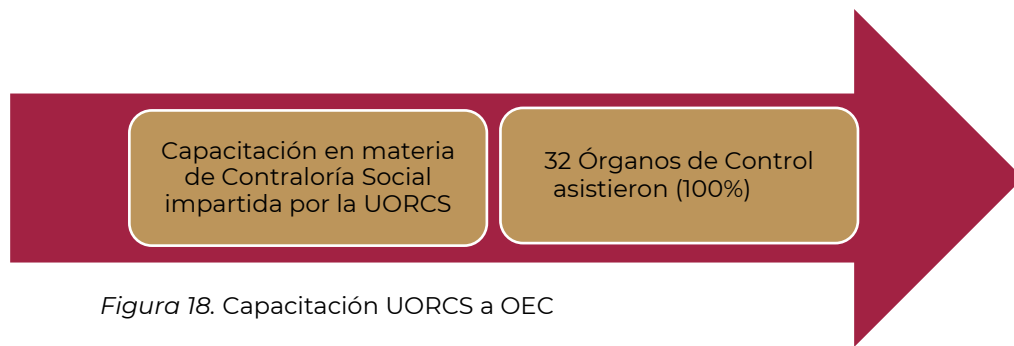 Capacitación en materia
de Contraloría Social
impartida por la UORCS
32 Órganos de Control
asistieron (100%)
Figura 18. Capacitación UORCS a OEC